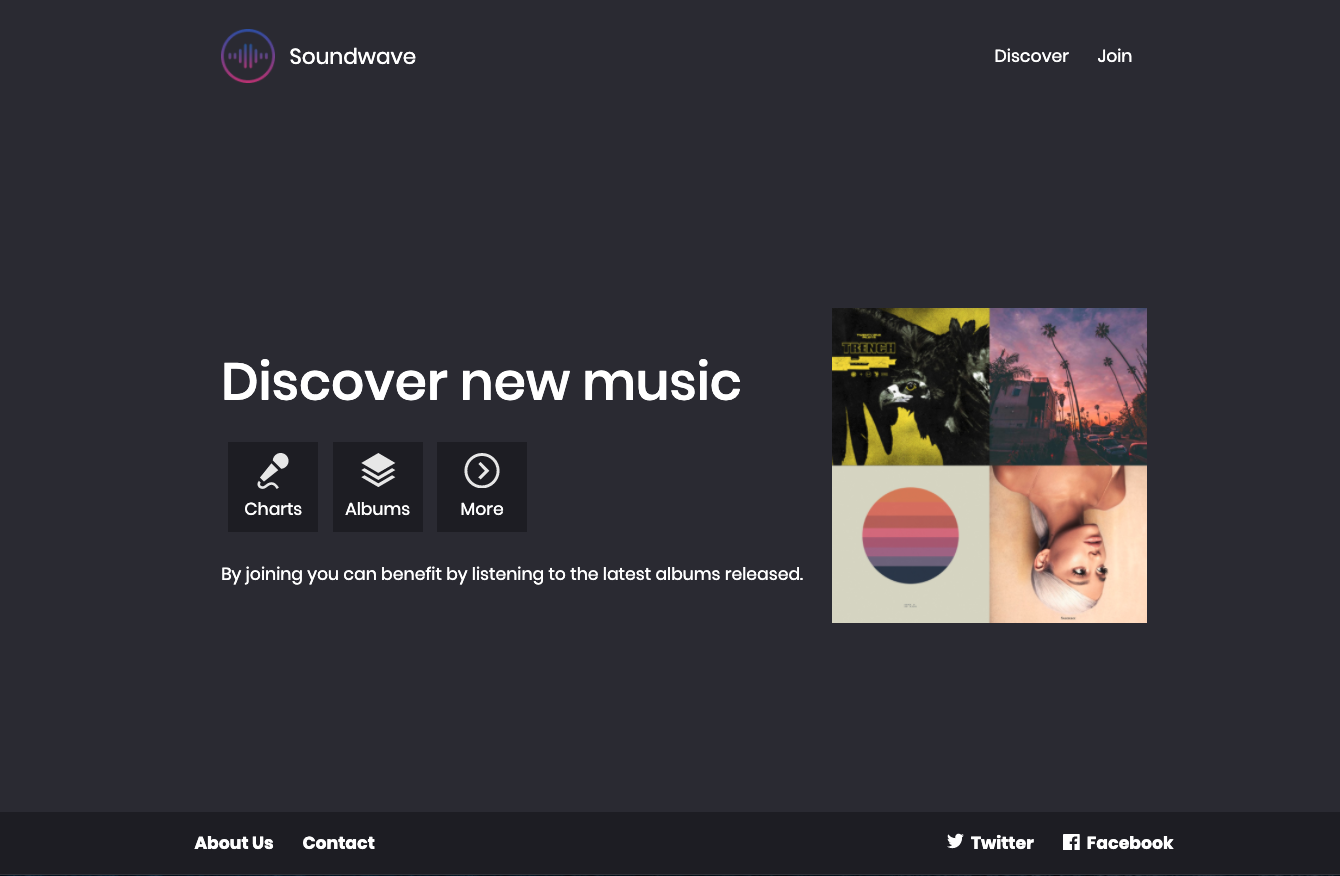 Soundwave
Discover Join
TRENCH
Discover new music
Charts Albums More
By joining you can benefit by listening to the latest albums released.
About Us Contact Twitter Facebook